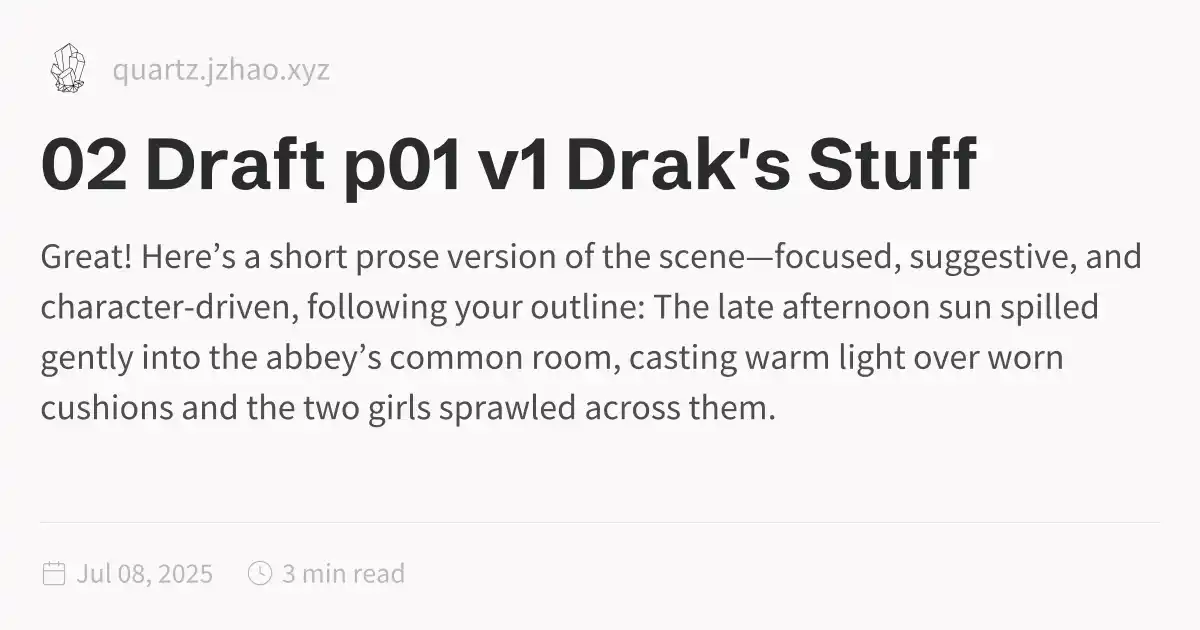 quartz.jzhao.xyz
02 Draft p01 v1 Drak's Stuff
Great! Here’s a short prose version of the scene—focused, suggestive, and
character-driven, following your outline: The late afternoon sun spilled
gently into the abbey’s common room, casting warm light over worn
cushions and the two girls sprawled across them.
Jul 08, 2025
3 min read